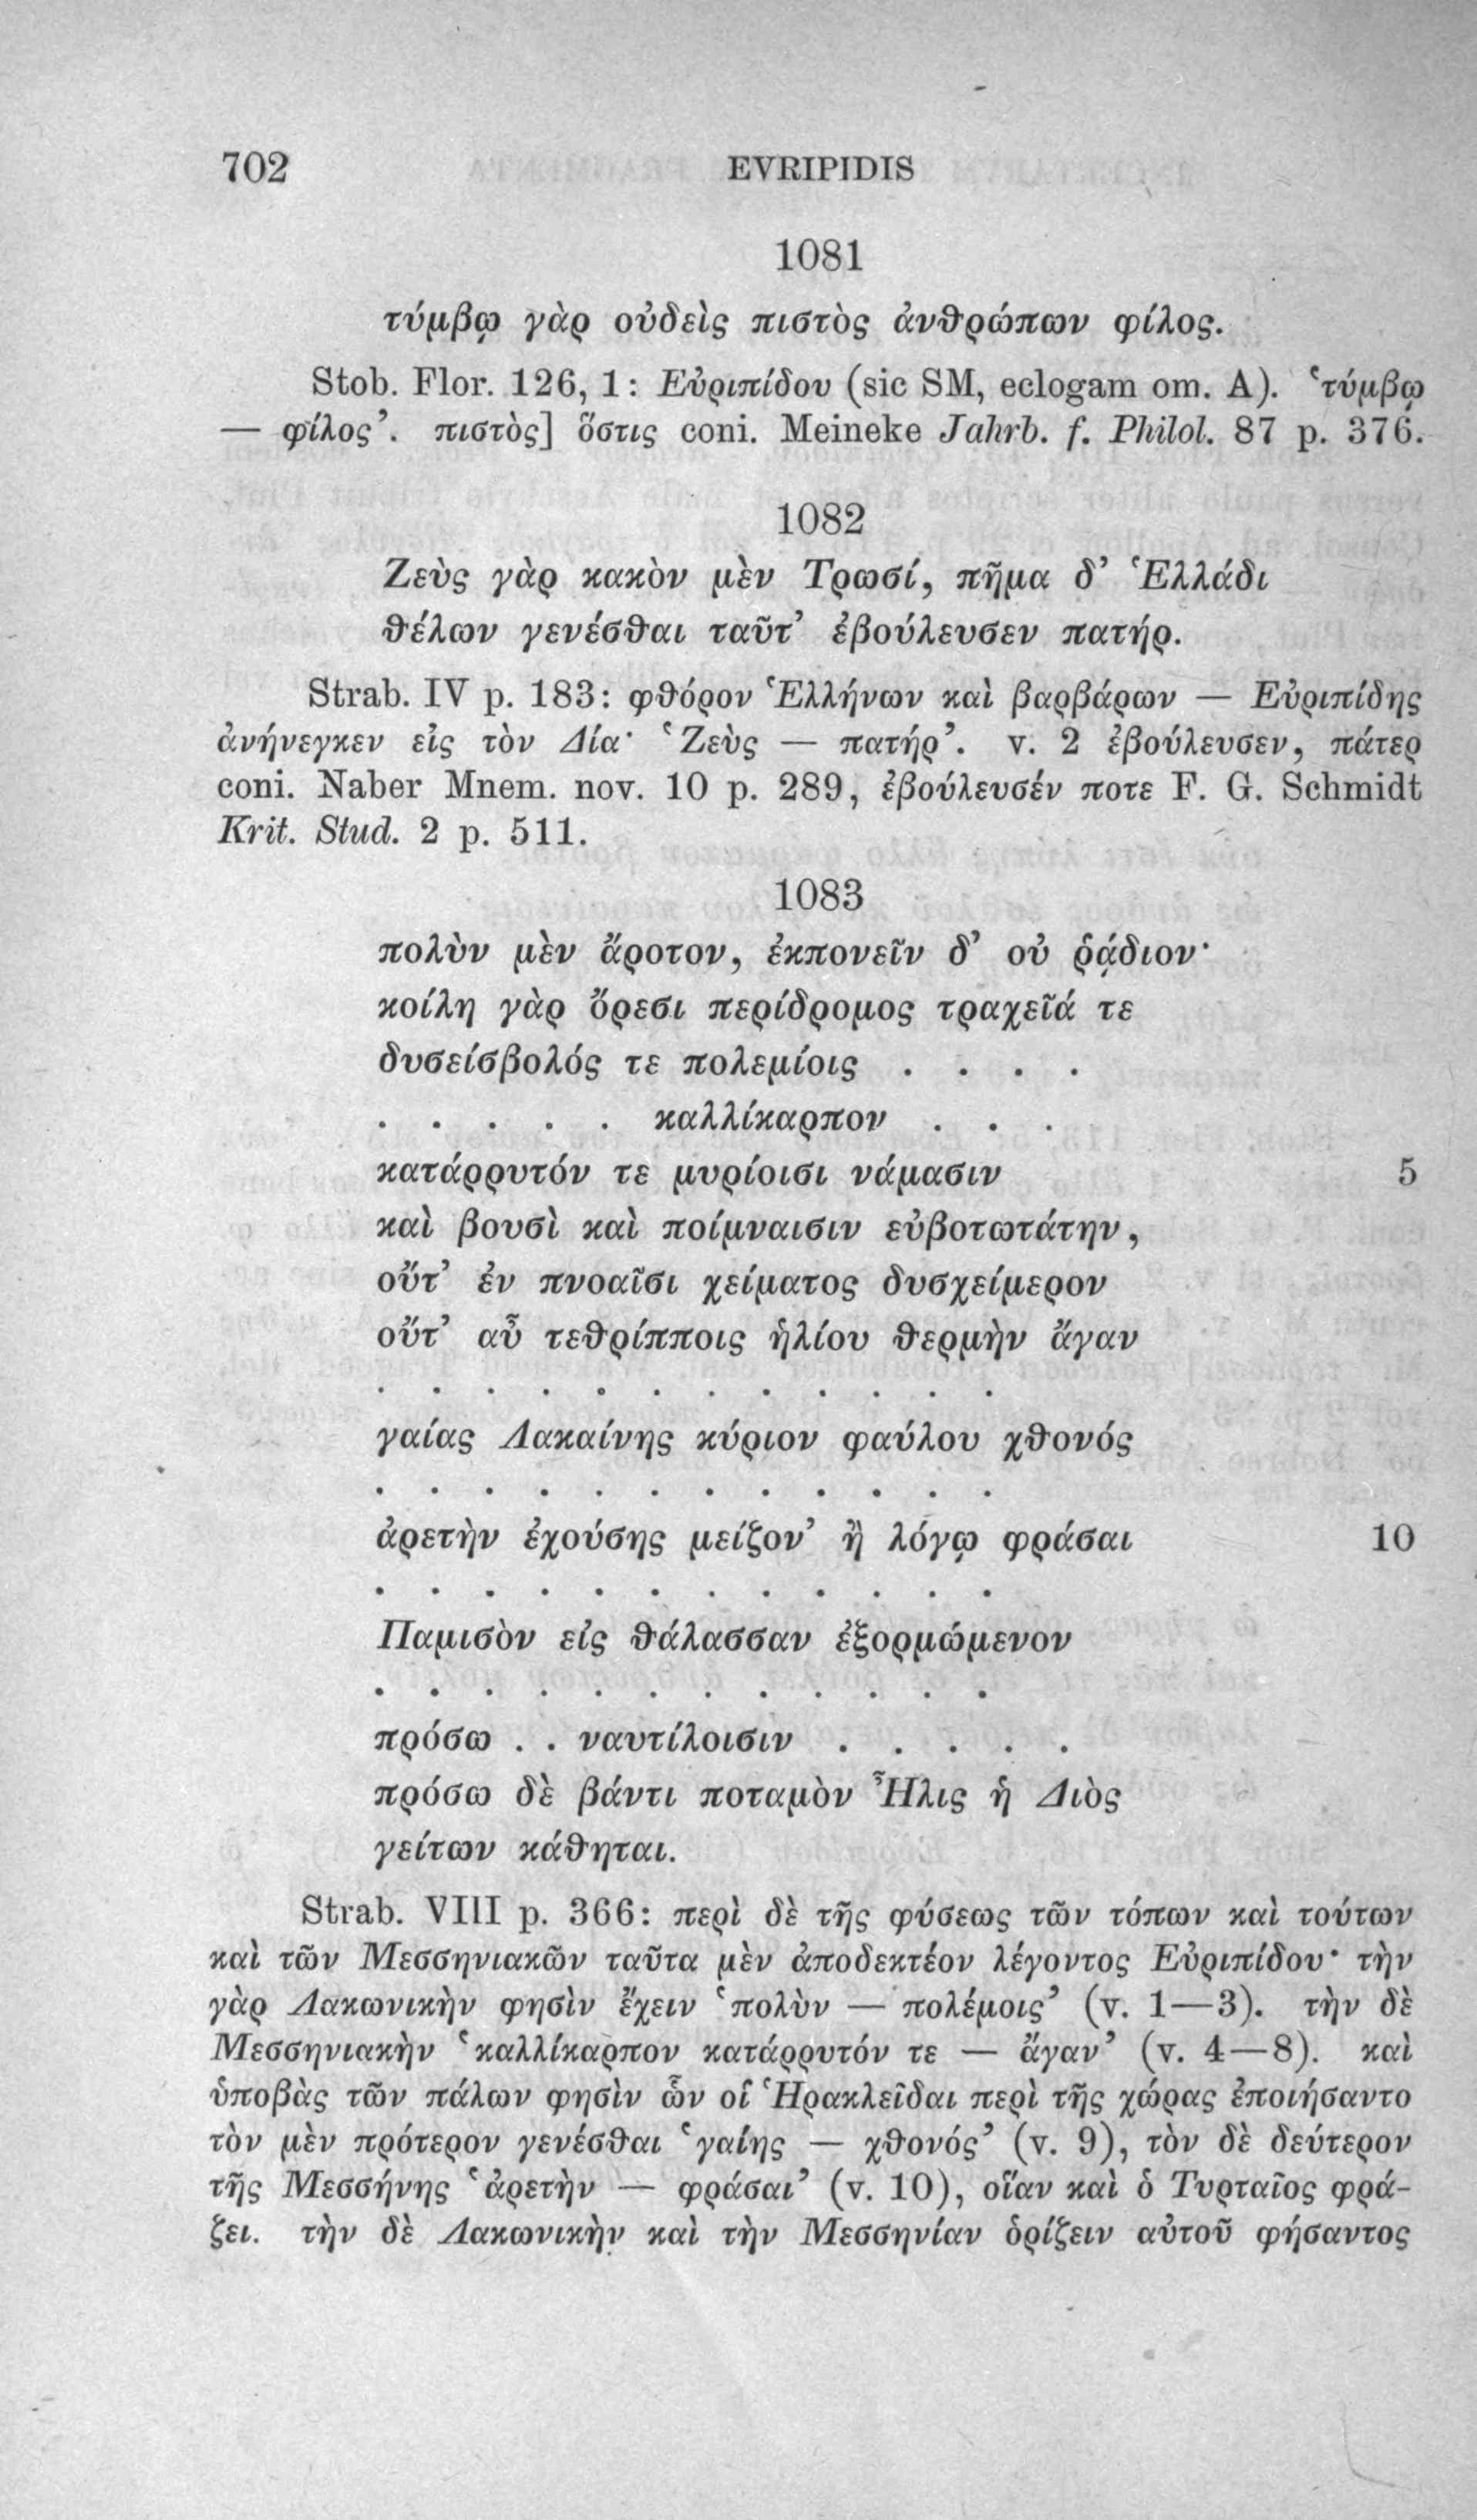 702 EVRIPIDIS
1081
τύμβῳ γὰρ οὐδεὶς πιστὸς ἀνθρώπων φίλος.
Stob. Flor. 126, 1: Εὐριπίδου (sic SM, eclogam om. A). ‘τύμβῳ
— φίλος’. πιστὸς] ὅστις coni. Meineke Jahrb. f. Philol. 87 p. 376.
1082
Ζεὺς γὰρ κακὸν μὲν Τρωσί, πῆμα δ’ Ἑλλάδι
θέλων γενέσθαι ταῦτ’ ἐβούλευσεν πατήρ.
Strab. IV p. 183: φθόρον Ἑλλήνων καὶ βαρβάρων — Εὐριπίδης
ἀνήνεγκεν εἰς τὸν Δία· ‘Ζεὺς — πατήρ’. v. 2 ἐβούλευσεν, πάτερ
coni. Naber Mnem. nov. 10 p. 289, ἐβούλευσέν ποτε F. G. Schmidt
Krit. Stud. 2 p. 511.
1083
πολὺν μὲν ἄροτον, ἐκπονεῖν δ’ οὐ ῥᾴδιον·
κοίλη γὰρ ὄρεσι περίδρομος τραχεῖά τε
δυσείσβολός τε πολεμίοις . . . .
. . . . . καλλίκαρπον . . .
κατάρρυτόν τε μυρίοισι νάμασιν 5
καὶ βουσὶ καὶ ποίμναισιν εὐβοτωτάτην,
οὔτ’ ἐν πνοαῖσι χείματος δυσχείμερον
οὔτ’ αὖ τεθρίπποις ἡλίου θερμὴν ἄγαν
. . . . . . . . . . . .
γαίας Λακαίνης κύριον φαύλου χθονός
. . . . . . . . . . . .
ἀρετὴν ἐχούσης μείζον’ ἢ λόγῳ φράσαι 10
. . . . . . . . . . . .
Παμισὸν εἰς θάλασσαν ἐξορμώμενον
. . . . . . . . . . . .
πρόσω . . ναυτίλοισιν . . . . .
πρόσω δὲ βάντι ποταμὸν Ἦλις ἡ Διὸς
γείτων κάθηται.
Strab. VIII p. 366: περὶ δὲ τῆς φύσεως τῶν τόπων καὶ τούτων
καὶ τῶν Μεσσηνιακῶν ταῦτα μὲν ἀποδεκτέον λέγοντος Εὐριπίδου· τὴν
γὰρ Λακωνικὴν φησὶν ἔχειν ‘πολὺν — πολέμοις’ (v. 1—3). τὴν δὲ
Μεσσηνιακὴν ‘καλλίκαρπον κατάρρυτόν τε — ἄγαν’ (v. 4—8). καὶ
ὑποβὰς τῶν πάλων φησὶν ὧν οἱ Ἡρακλεῖδαι περὶ τῆς χώρας ἐποιήσαντο
τὸν μὲν πρότερον γενέσθαι ‘γαίης — χθονός’ (v. 9), τὸν δὲ δεύτερον
τῆς Μεσσήνης ‘ἀρετὴν — φράσαι’ (v. 10), οἵαν καὶ ὁ Τυρταῖος φρά-
ζει. τὴν δὲ Λακωνικὴν καὶ τὴν Μεσσηνίαν ὁρίζειν αὐτοῦ φήσαντος